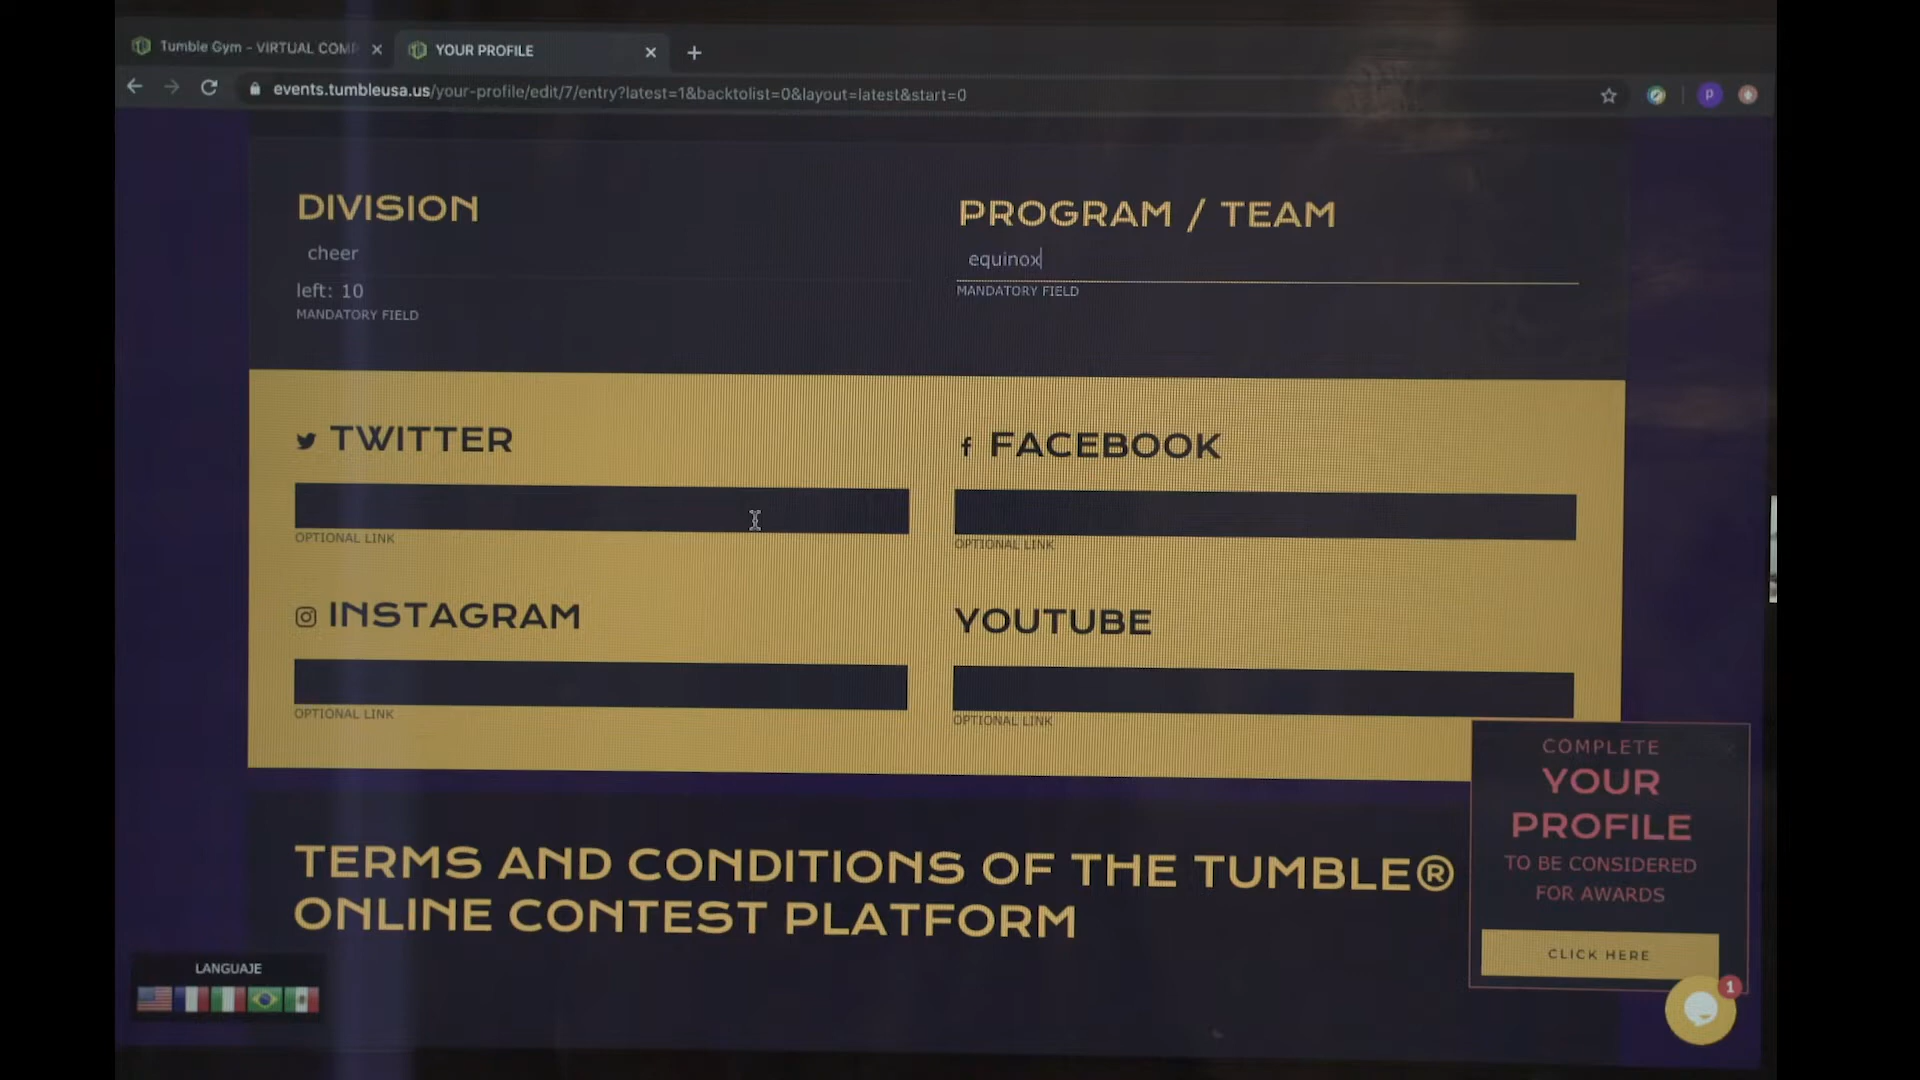 Tumble Gym - VIRTUAL COMP
YOUR PROFILE
events.tumbleusa.us/your-profile/edit/7/entry?latest=1&backtolist=0&layout=latest&start=0
P
DIVISION
cheer
left: 10
MANDATORY FIELD
PROGRAM / TEAM
equinox
MANDATORY FIELD
TWITTER
OPTIONAL LINK
FACEBOOK
OPTIONAL LINK
INSTAGRAM
OPTIONAL LINK
YOUTUBE
OPTIONAL LINK
COMPLETE
YOUR
PROFILE
TO BE CONSIDERED
FOR AWARDS
CLICK HERE
1
TERMS AND CONDITIONS OF THE TUMBLE®
ONLINE CONTEST PLATFORM
LANGUAJE